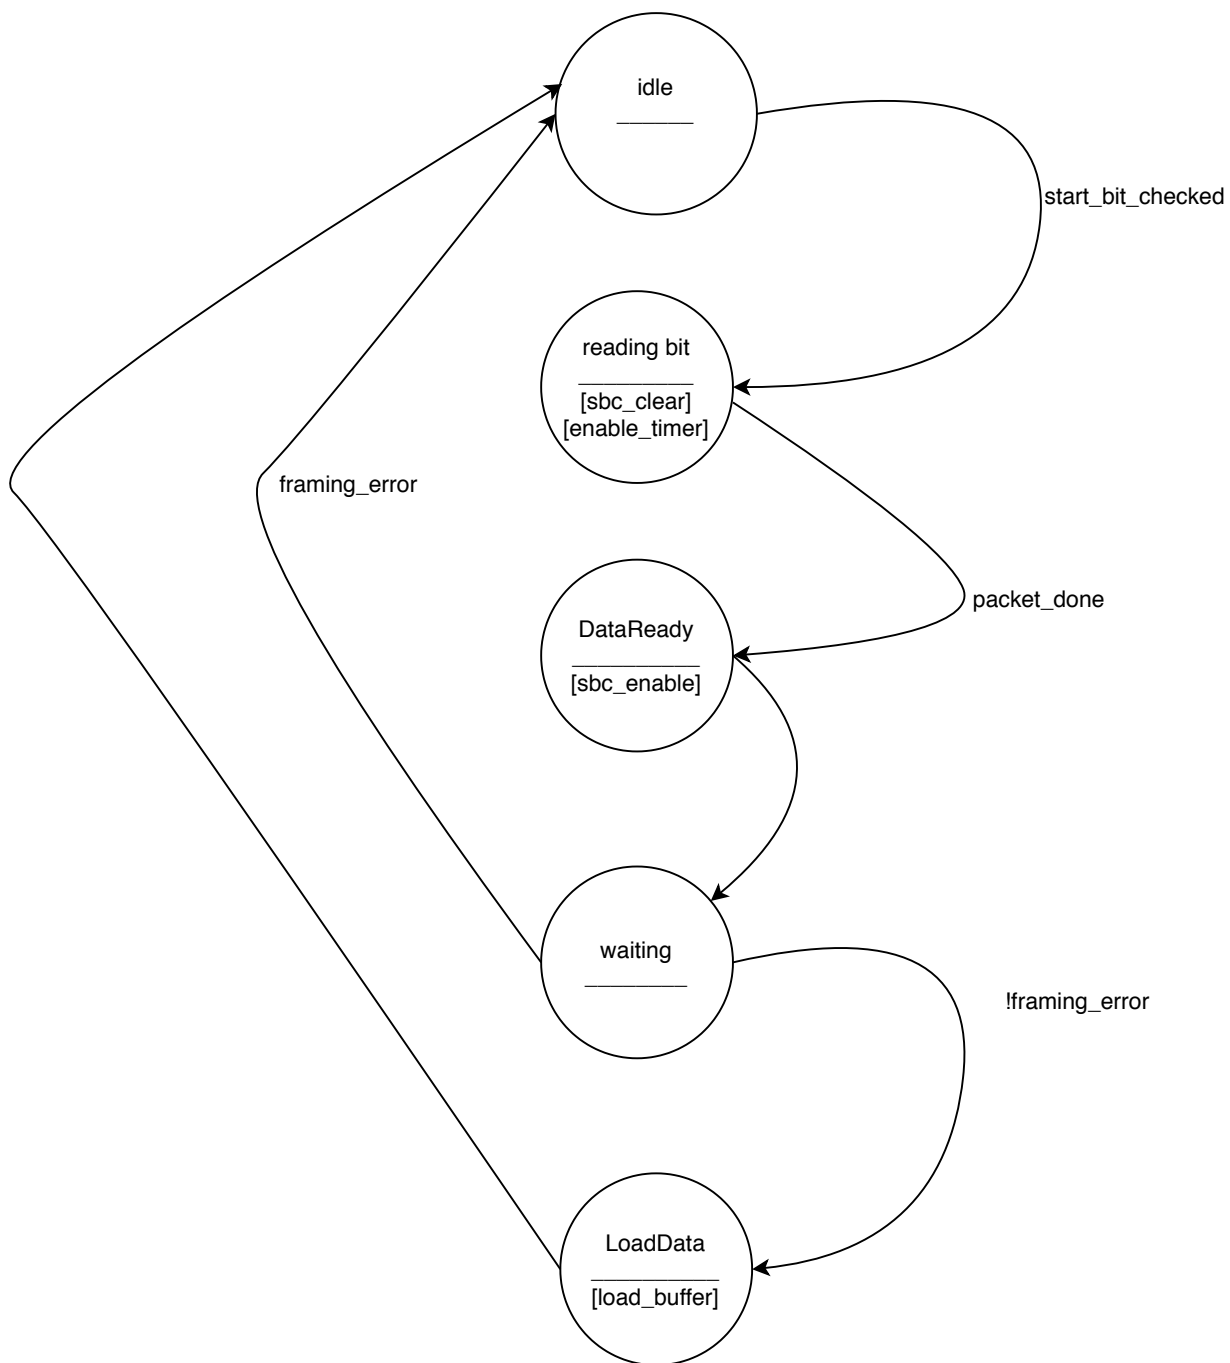 idle
start_bit_checked
reading bit
[sbc_clear]
[enable_timer]
framing_error
packet_done
DataReady
[sbc_enable]
waiting
!framing_error
LoadData
[load_buffer]